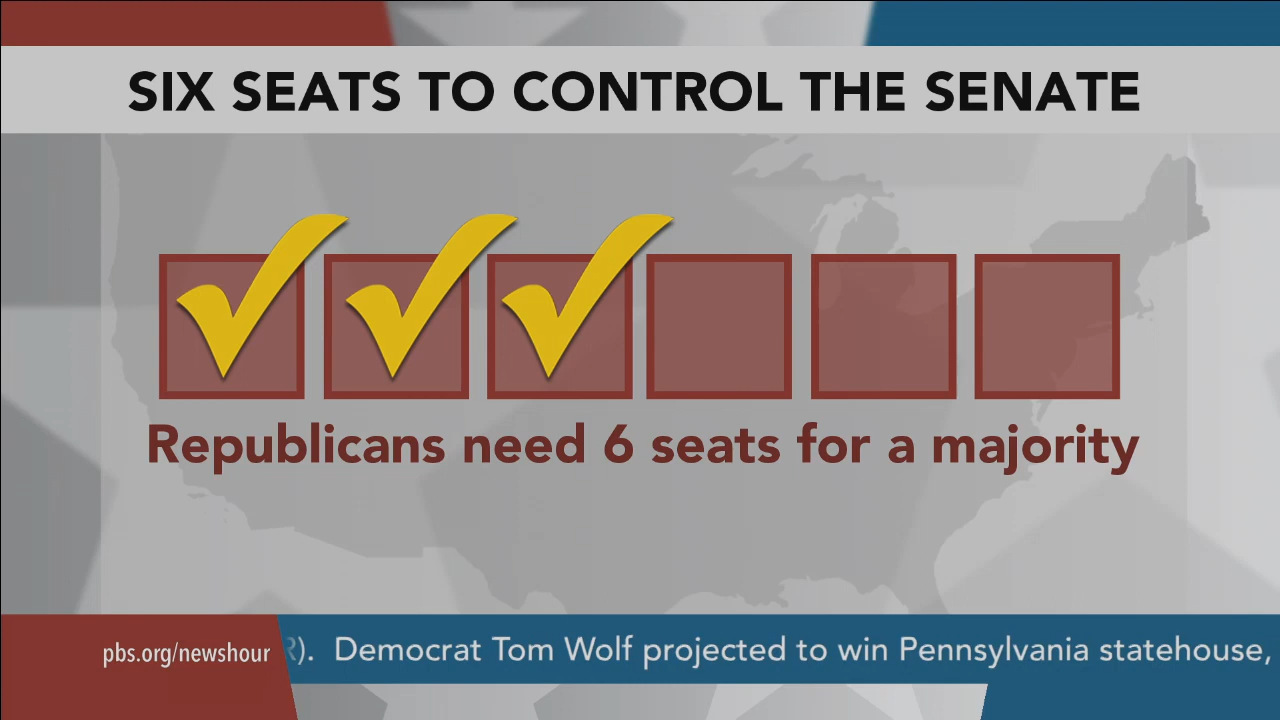 SIX SEATS TO CONTROL THE SENATE
Republicans need 6 seats for a majority
pbs.org/newshour
R). Democrat Tom Wolf projected to win Pennsylvania statehouse,